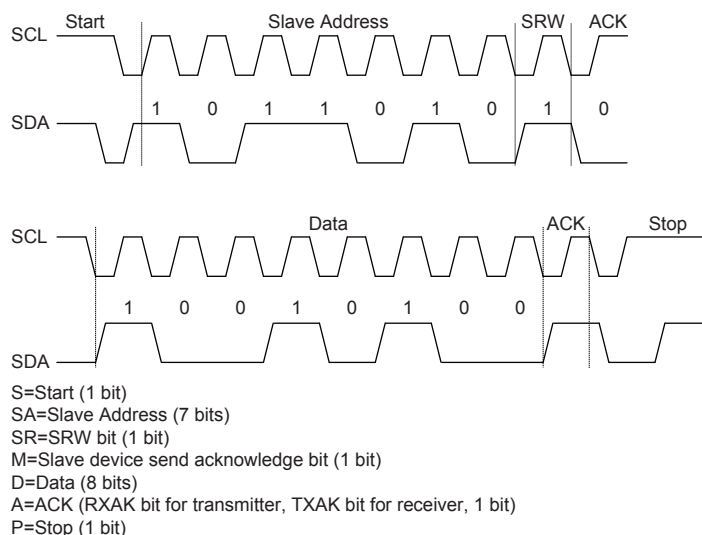 Start Slave Address SRW ACK
SCL
1 0 1 1 0 1 0 1 0
SDA
Data ACK Stop
SCL
1 0 0 1 0 1 0 0
SDA
S=Start (1 bit)
SA=Slave Address (7 bits)
SR=SRW bit (1 bit)
M=Slave device send acknowledge bit (1 bit)
D=Data (8 bits)
A=ACK (RXAK bit for transmitter, TXAK bit for receiver, 1 bit)
P=Stop (1 bit)